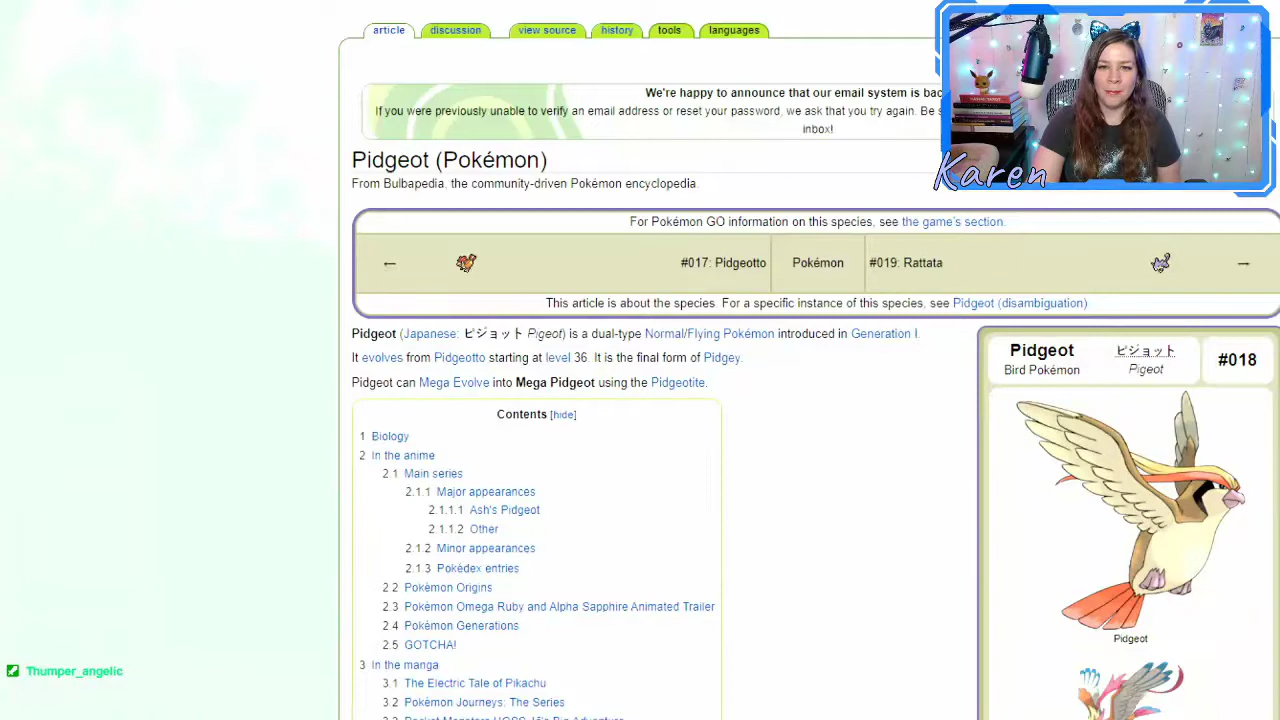 article discussion view source history tools languages
We're happy to announce that our email system is bac
If you were previously unable to verify an email address or reset your password, we ask that you try again. Be s
inbox!
Karen
Pidgeot (Pokémon)
From Bulbapedia, the community-driven Pokémon encyclopedia.
For Pokémon GO information on this species, see the game's section.
← #017: Pidgeotto Pokémon #019: Rattata →
This article is about the species. For a specific instance of this species, see Pidgeot (disambiguation)
Pidgeot (Japanese: ピジョット Pigeot) is a dual-type Normal/Flying Pokémon introduced in Generation I.
It evolves from Pidgeotto starting at level 36. It is the final form of Pidgey.
Pidgeot can Mega Evolve into Mega Pidgeot using the Pidgeotite.
Contents [hide]
1 Biology
2 In the anime
2.1 Main series
2.1.1 Major appearances
2.1.1.1 Ash's Pidgeot
2.1.1.2 Other
2.1.2 Minor appearances
2.1.3 Pokédex entries
2.2 Pokémon Origins
2.3 Pokémon Omega Ruby and Alpha Sapphire Animated Trailer
2.4 Pokémon Generations
2.5 GOTCHA!
3 In the manga
3.1 The Electric Tale of Pikachu
3.2 Pokémon Journeys: The Series
Pidgeot ピジョット #018
Bird Pokémon Pigeot
Pidgeot
Thumper_angelic